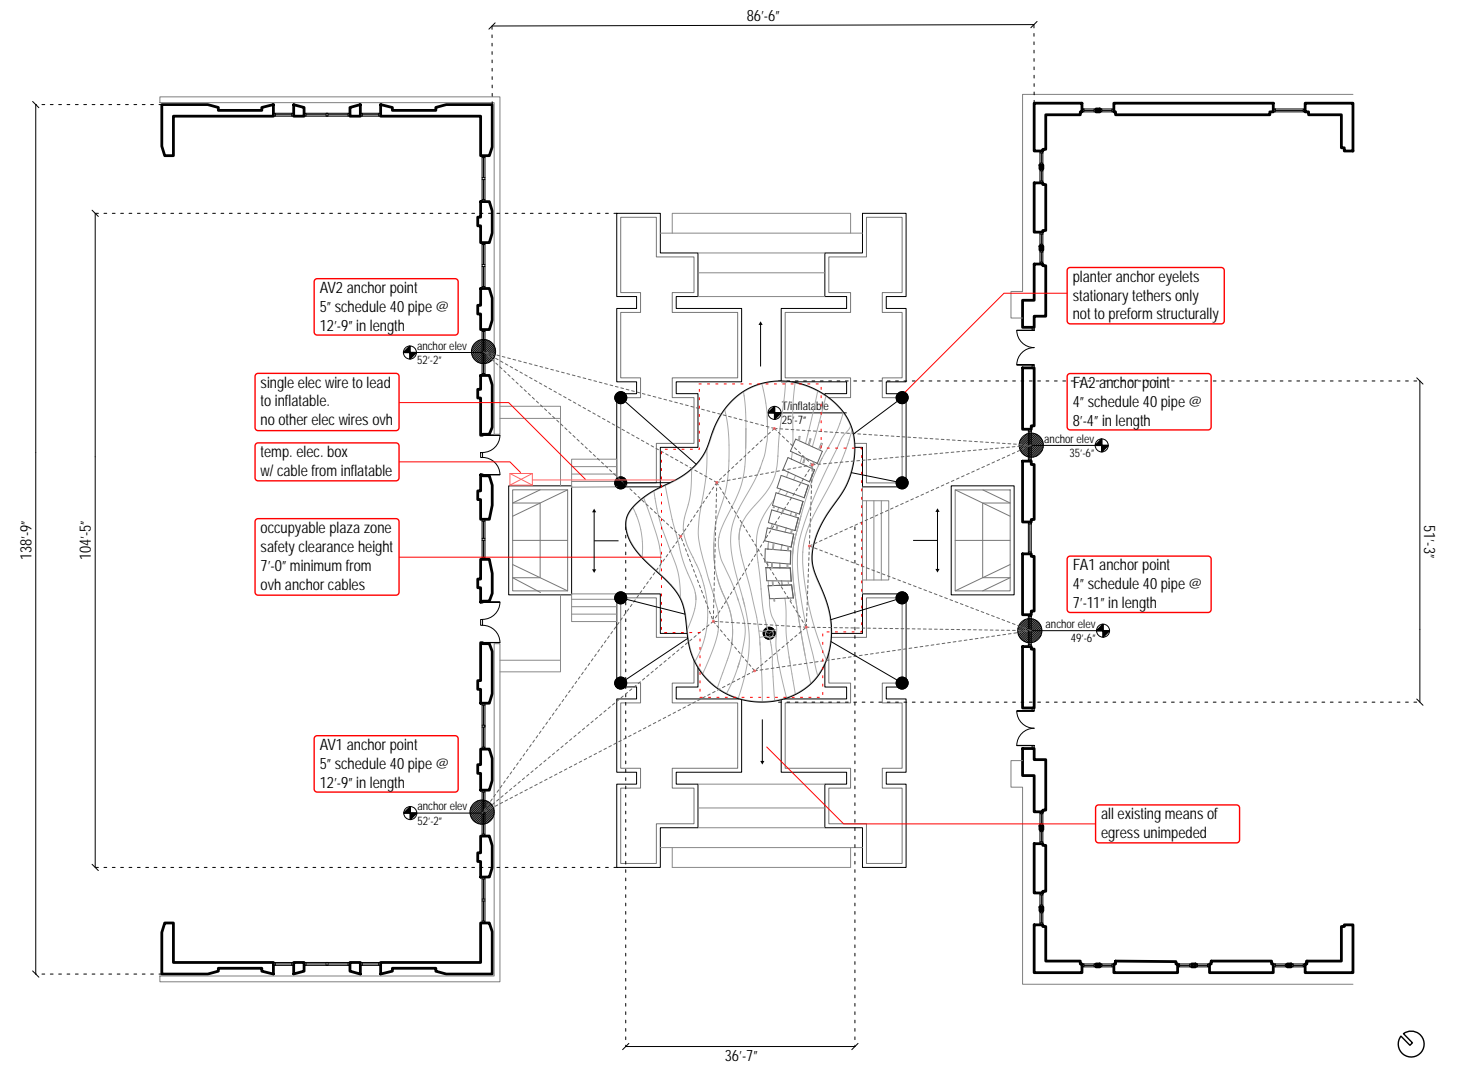 86'-6"
AV2 anchor point
5" schedule 40 pipe @
12'-9" in length
anchor elev
52'-2"
single elec wire to lead
to inflatable.
no other elec wires ovh
temp. elec. box
w/ cable from inflatable
occupyable plaza zone
safety clearance height
7'-0" minimum from
ovh anchor cables
138'-9"
104'-5"
AV1 anchor point
5" schedule 40 pipe @
12'-9" in length
anchor elev
52'-2"
T/inflatable
25'-7"
planter anchor eyelets
stationary tethers only
not to preform structurally
FA2 anchor point
4" schedule 40 pipe @
8'-4" in length
anchor elev
35'-6"
51'-3"
FA1 anchor point
4" schedule 40 pipe @
7'-11" in length
anchor elev
49'-6"
all existing means of
egress unimpeded
36'-7"